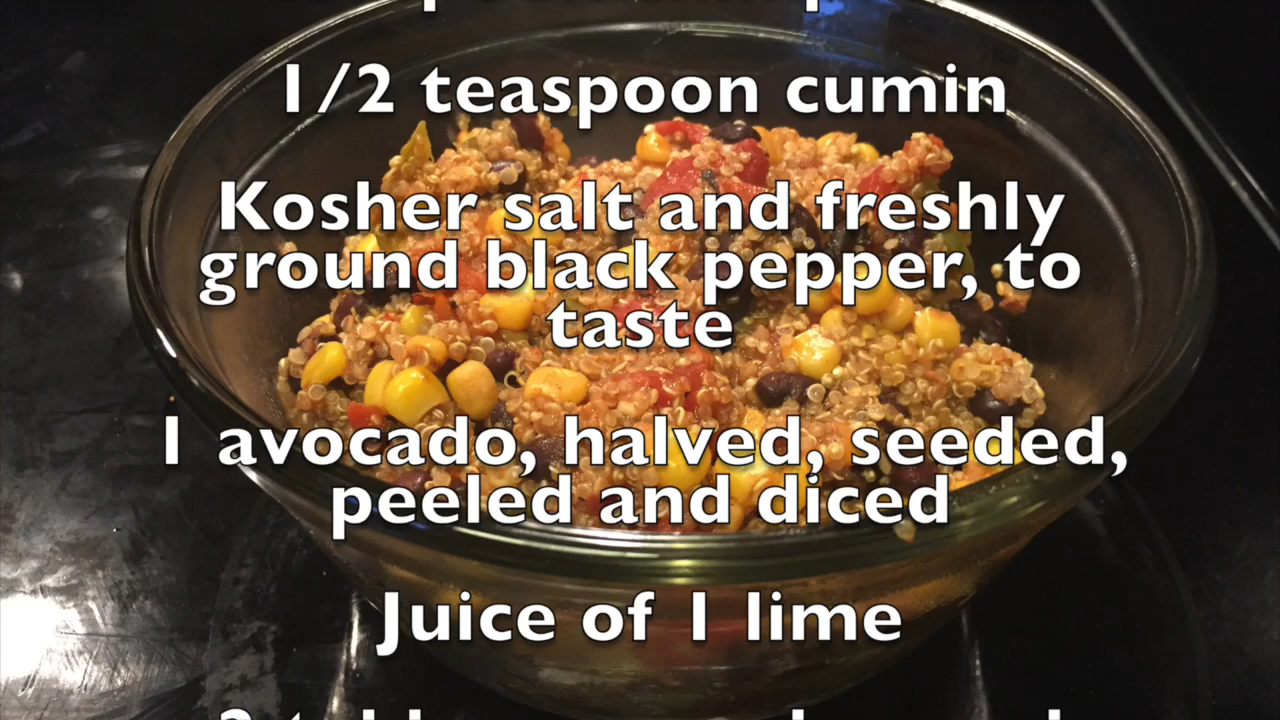 1/2 teaspoon cumin
Kosher salt and freshly
ground black pepper, to
taste
1 avocado, halved, seeded,
peeled and diced
Juice of 1 lime